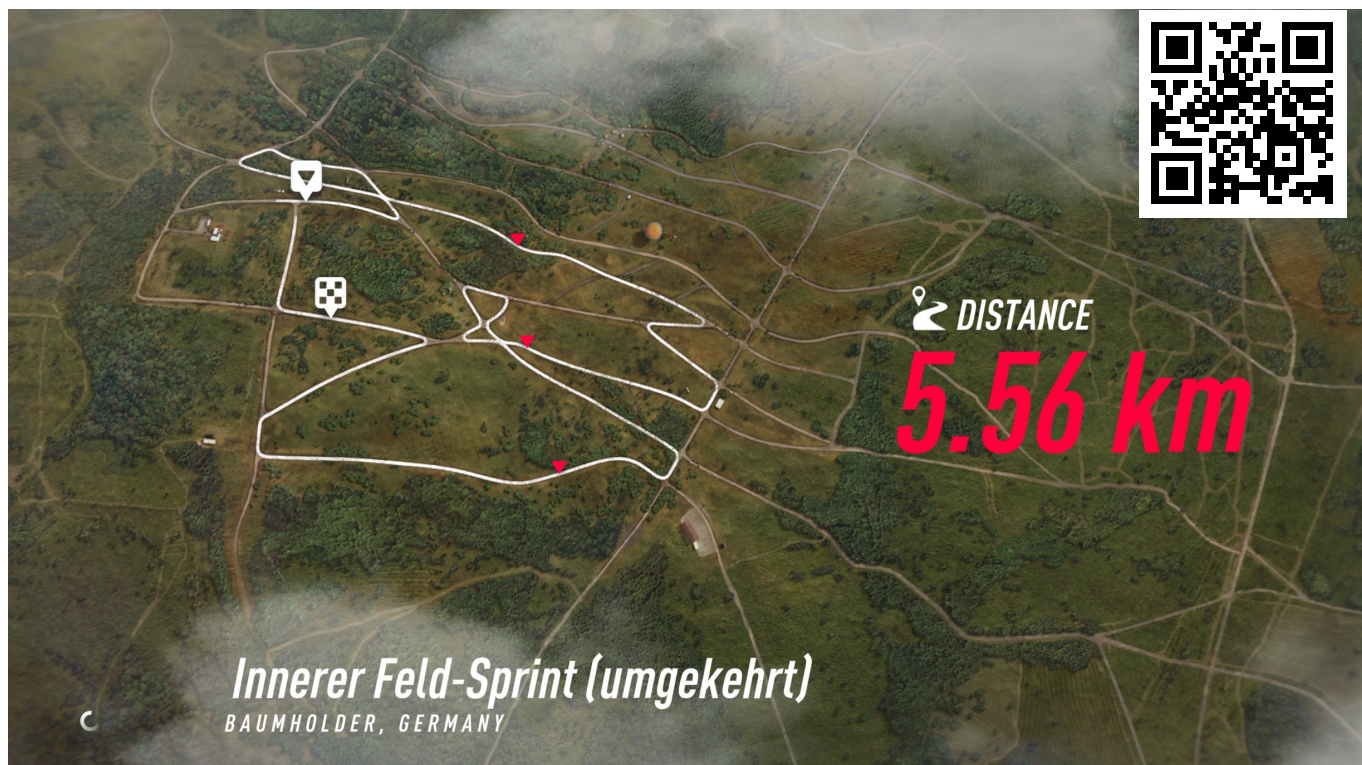 DISTANCE
5.56 km
Innerer Feld-Sprint (umgekehrt)
BAUMHOLDER, GERMANY